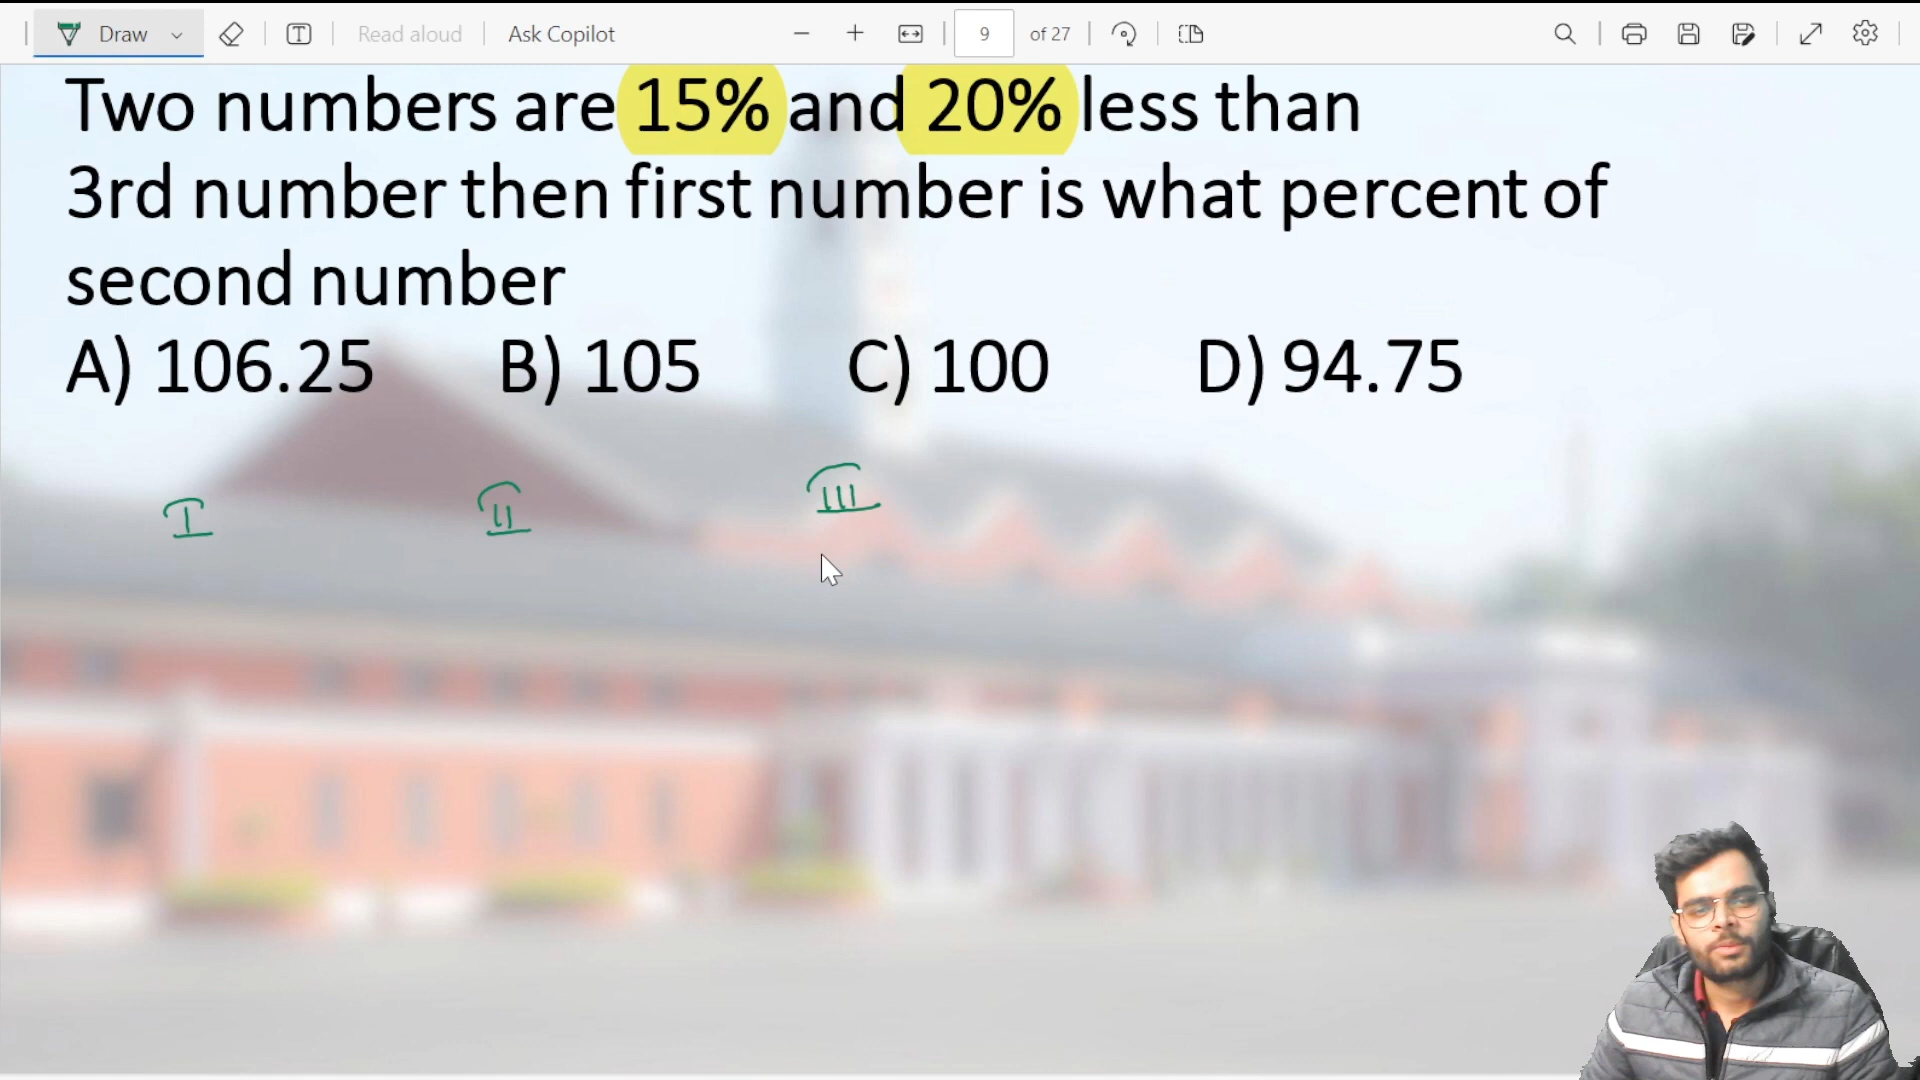 Draw Read aloud Ask Copilot 9 of 27
Two numbers are 15% and 20% less than
3rd number then first number is what percent of
second number
A) 106.25 B) 105 C) 100 D) 94.75
I II III